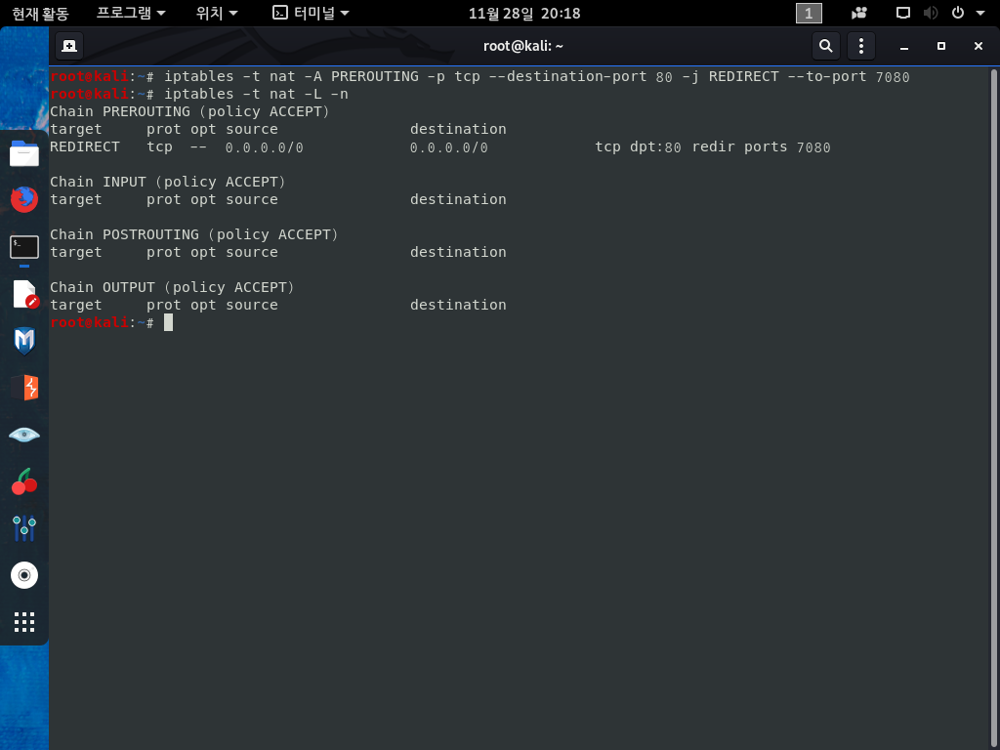 현재 활동 프로그램 위치 터미널 11월 28일 20:18 1
root@kali: ~
root@kali:~# iptables -t nat -A PREROUTING -p tcp --destination-port 80 -j REDIRECT --to-port 7080
root@kali:~# iptables -t nat -L -n
Chain PREROUTING (policy ACCEPT)
target     prot opt source               destination
REDIRECT   tcp  --  0.0.0.0/0            0.0.0.0/0            tcp dpt:80 redir ports 7080
Chain INPUT (policy ACCEPT)
target     prot opt source               destination
Chain POSTROUTING (policy ACCEPT)
target     prot opt source               destination
Chain OUTPUT (policy ACCEPT)
target     prot opt source               destination
root@kali:~#